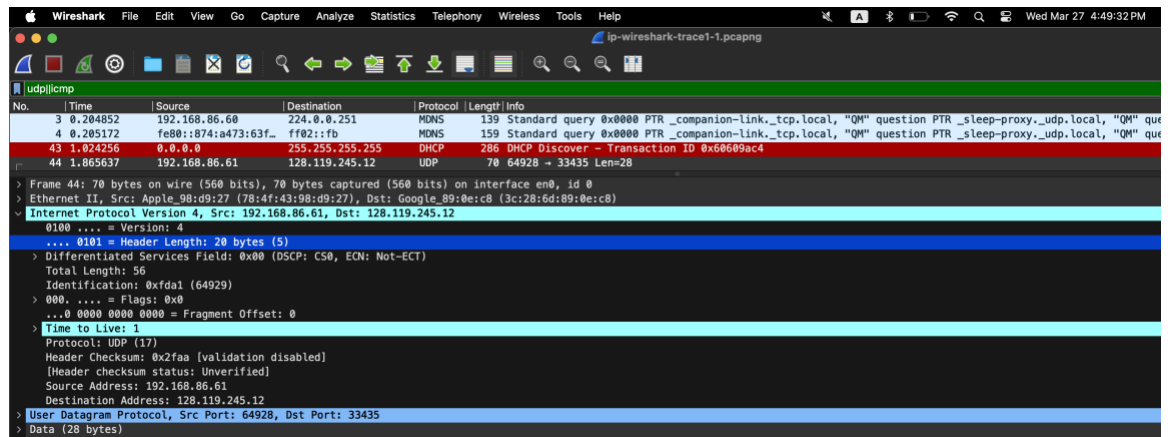 Wireshark File Edit View Go Capture Analyze Statistics Telephony Wireless Tools Help A Wed Mar 27 4:49:32 PM
ip-wireshark-trace1-1.pcapng
udp||icmp
No. Time Source Destination Protocol Length Info
3 0.204852 192.168.86.60 224.0.0.251 MDNS 139 Standard query 0x0000 PTR _companion-link._tcp.local, "QM" question PTR _sleep-proxy._udp.local, "QM" que
4 0.205172 fe80::874:a473:63f… ff02::fb MDNS 159 Standard query 0x0000 PTR _companion-link._tcp.local, "QM" question PTR _sleep-proxy._udp.local, "QM" que
43 1.024256 0.0.0.0 255.255.255.255 DHCP 286 DHCP Discover - Transaction ID 0x60609ac4
44 1.865637 192.168.86.61 128.119.245.12 UDP 70 64928 → 33435 Len=28
> Frame 44: 70 bytes on wire (560 bits), 70 bytes captured (560 bits) on interface en0, id 0
> Ethernet II, Src: Apple_98:d9:27 (78:4f:43:98:d9:27), Dst: Google_89:0e:c8 (3c:28:6d:89:0e:c8)
Internet Protocol Version 4, Src: 192.168.86.61, Dst: 128.119.245.12
0100 .... = Version: 4
.... 0101 = Header Length: 20 bytes (5)
> Differentiated Services Field: 0x00 (DSCP: CS0, ECN: Not-ECT)
Total Length: 56
Identification: 0xfda1 (64929)
> 000. .... = Flags: 0x0
...0 0000 0000 0000 = Fragment Offset: 0
> Time to Live: 1
Protocol: UDP (17)
Header Checksum: 0x2faa [validation disabled]
[Header checksum status: Unverified]
Source Address: 192.168.86.61
Destination Address: 128.119.245.12
> User Datagram Protocol, Src Port: 64928, Dst Port: 33435
> Data (28 bytes)